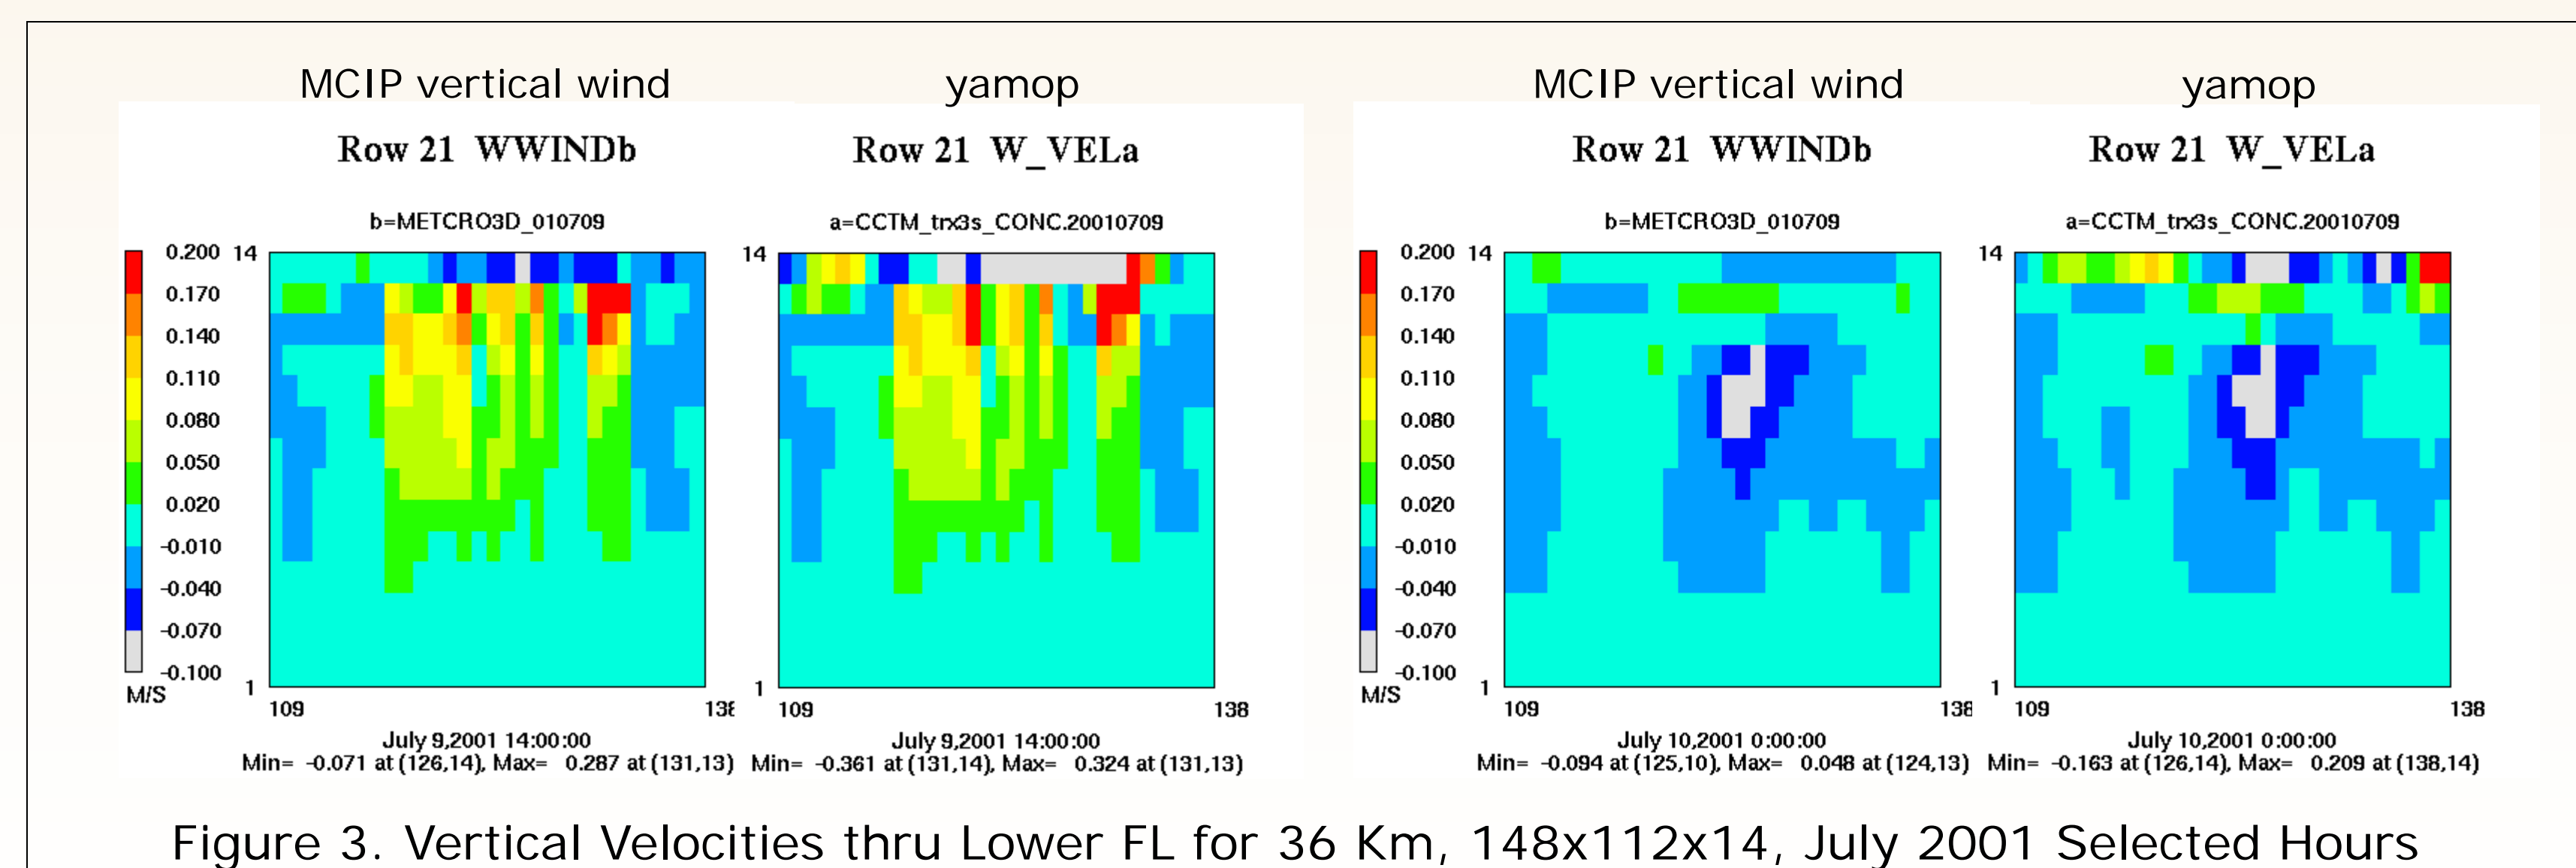 MCIP vertical wind
yamop
MCIP vertical wind
yamop
Row 21 WWINDb
Row 21 W_VELa
Row 21 WWINDb
Row 21 W_VELa
b=METCRO3D_010709
a=CCTM_trx3s_CONC.20010709
b=METCRO3D_010709
a=CCTM_trx3s_CONC.20010709
0.200
0.170
0.140
0.110
0.080
0.050
0.020
-0.010
-0.040
-0.070
-0.100
M/S
14
1
109
138
July 9,2001 14:00:00
Min= -0.071 at (126,14), Max= 0.287 at (131,13)
14
1
109
138
July 9,2001 14:00:00
Min= -0.361 at (131,14), Max= 0.324 at (131,13)
0.200
0.170
0.140
0.110
0.080
0.050
0.020
-0.010
-0.040
-0.070
-0.100
M/S
14
1
109
138
July 10,2001 0:00:00
Min= -0.094 at (125,10), Max= 0.048 at (124,13)
14
1
109
138
July 10,2001 0:00:00
Min= -0.163 at (126,14), Max= 0.209 at (138,14)
Figure 3. Vertical Velocities thru Lower FL for 36 Km, 148x112x14, July 2001 Selected Hours